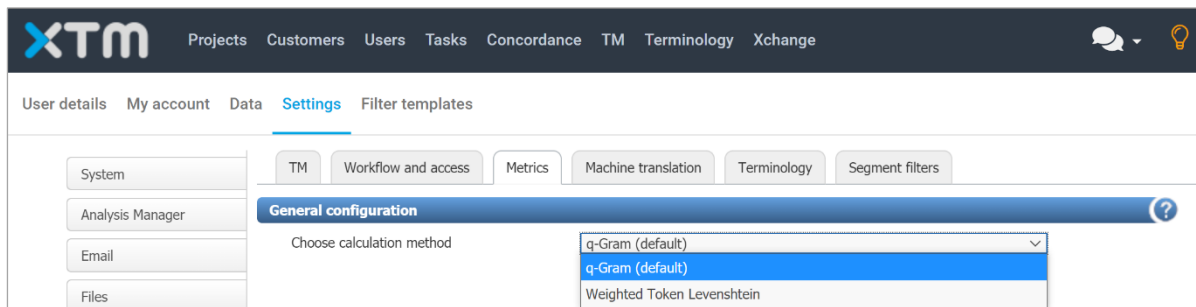 XTM Projects Customers Users Tasks Concordance TM Terminology Xchange
User details My account Data Settings Filter templates
System TM Workflow and access Metrics Machine translation Terminology Segment filters
Analysis Manager General configuration ?
Choose calculation method q-Gram (default)
Email q-Gram (default)
Files Weighted Token Levenshtein